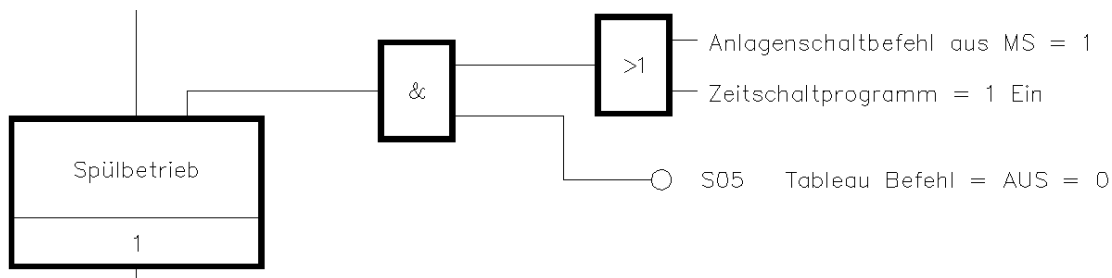 Anlagenschaltbefehl aus MS = 1
& >1
Zeitschaltprogramm = 1 Ein
Spülbetrieb
S05 Tableau Befehl = AUS = 0
1